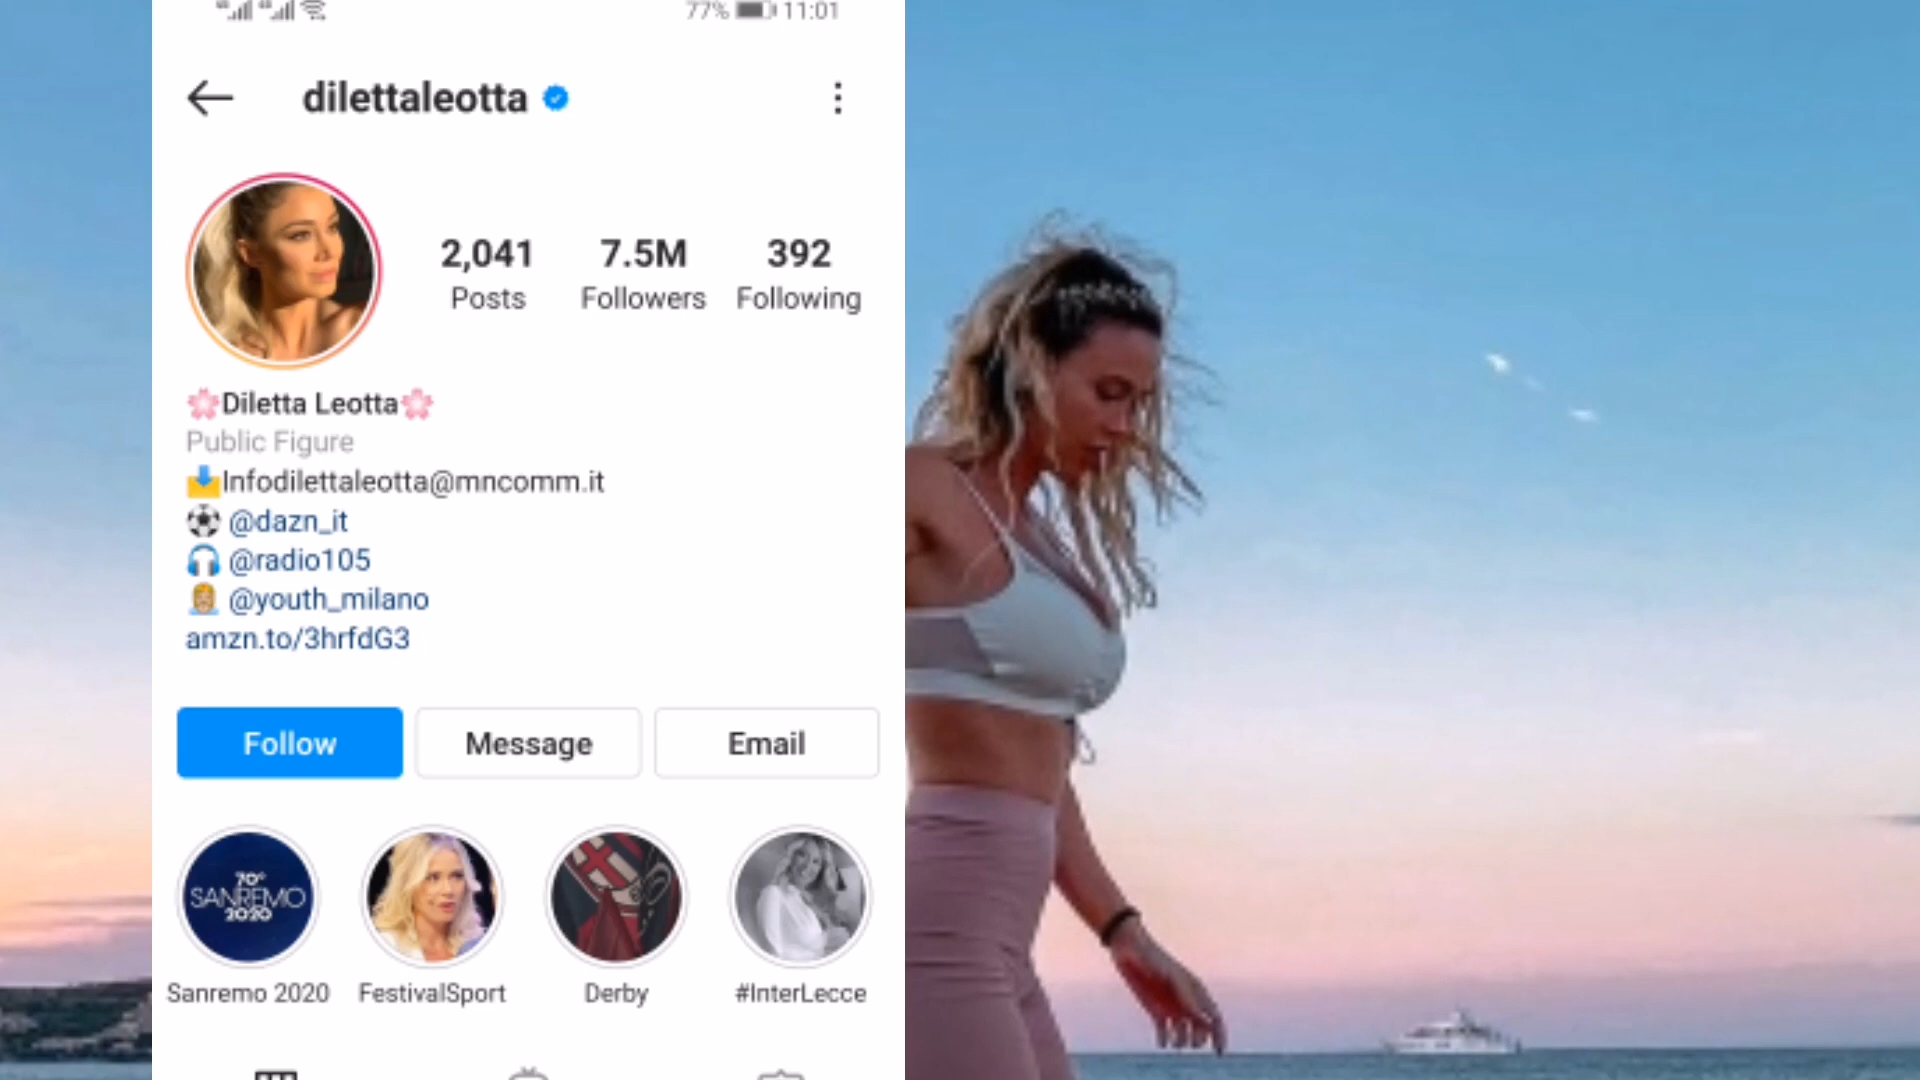 77% 11:01
dilettaleotta
2,041 7.5M 392
Posts Followers Following
🌸Diletta Leotta🌸
Public Figure
📥Infodilettaleotta@mncomm.it
⚽ @dazn_it
🎧 @radio105
💆🏼 @youth_milano
amzn.to/3hrfdG3
Follow Message Email
70°
SANREMO
2020
Sanremo 2020 FestivalSport Derby #InterLecce